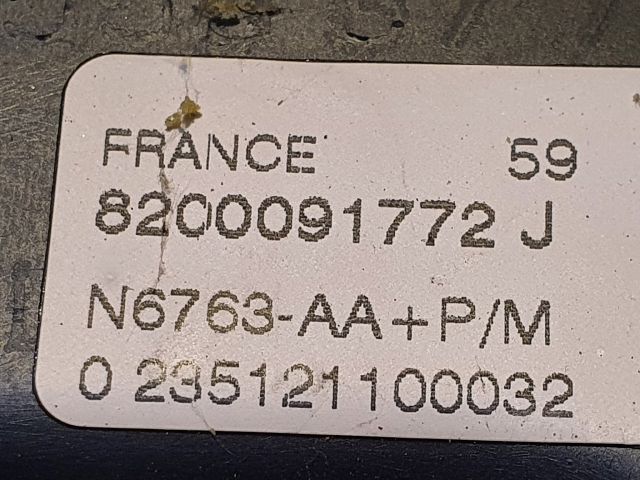 FRANCE 59
8200091772 J
N6763-AA+P/M
0 235121100032